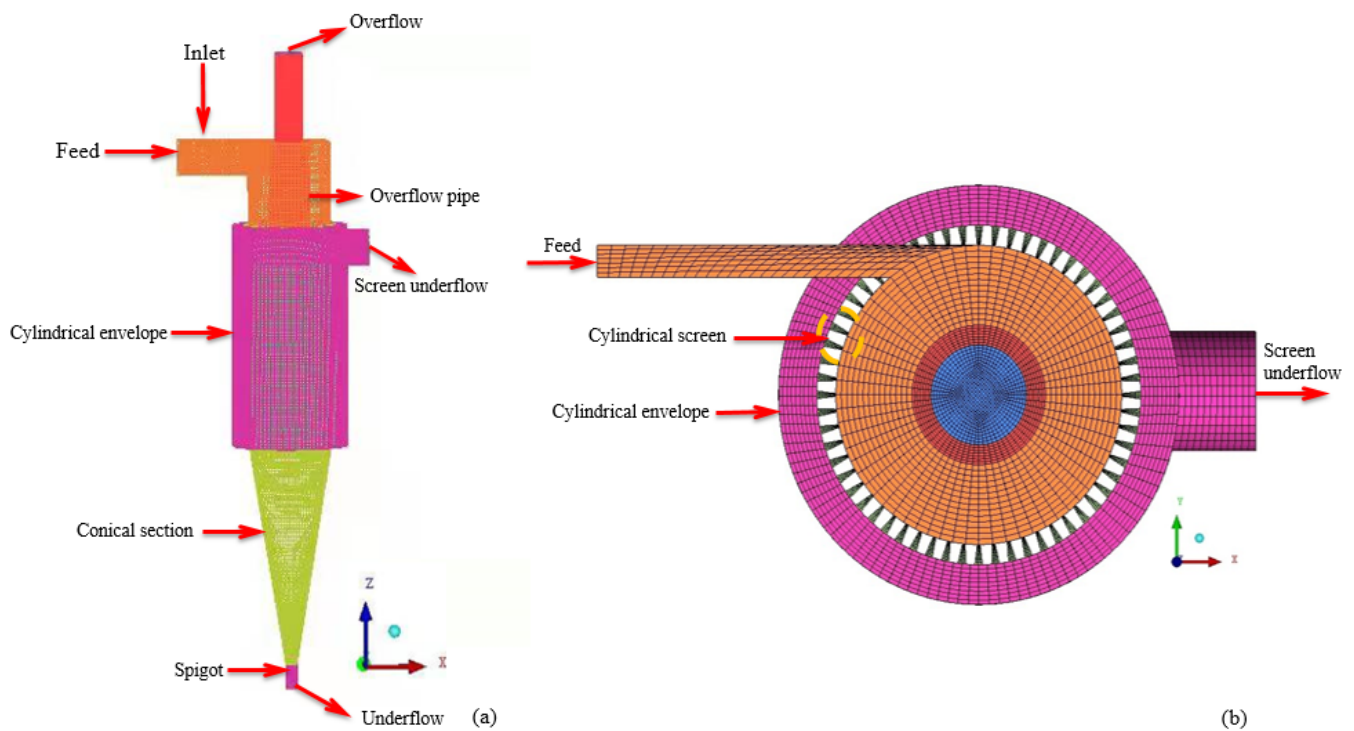 Overflow
Inlet
Feed
Overflow pipe
Screen underflow
Cylindrical envelope
Conical section
Z
X
Spigot
Underflow
(a)
Feed
Cylindrical screen
Cylindrical envelope
Screen
underflow
Y
X
(b)